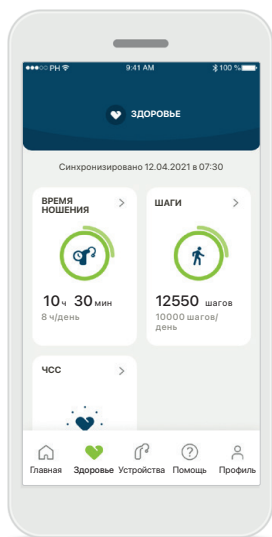 ●●●○○ PH 9:41 AM 100 %
ЗДОРОВЬЕ
Синхронизировано 12.04.2021 в 07:30
ВРЕМЯ
НОШЕНИЯ
10 ч 30 мин
8 ч/день
ШАГИ
12550 шагов
10000 шагов/
день
ЧСС
Главная Здоровье Устройства Помощь Профиль